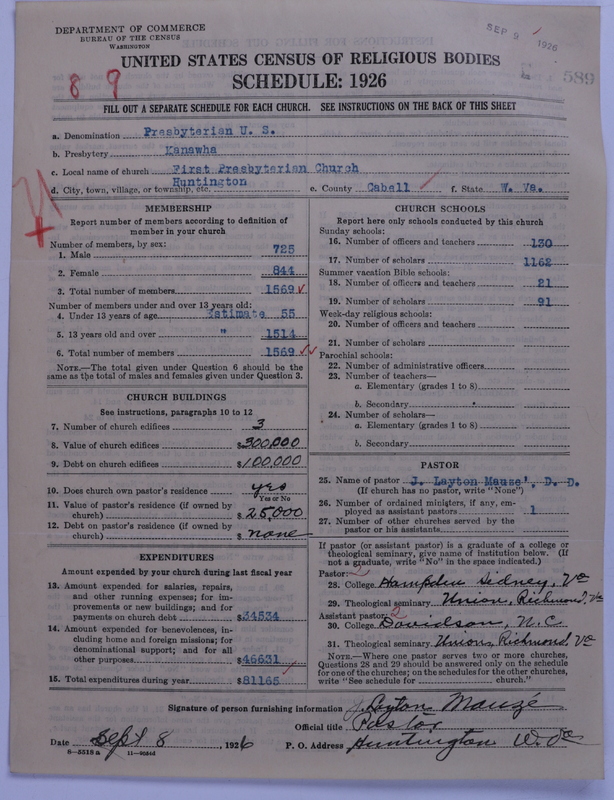 DEPARTMENT OF COMMERCE
BUREAU OF THE CENSUS
WASHINGTON
SEP 9 1926
UNITED STATES CENSUS OF RELIGIOUS BODIES
SCHEDULE: 1926
8 9
589
FILL OUT A SEPARATE SCHEDULE FOR EACH CHURCH. SEE INSTRUCTIONS ON THE BACK OF THIS SHEET
a. Denomination Presbyterian U. S.
b. Presbytery Kanawha
c. Local name of church First Presbyterian Church
d. City, town, village, or township, etc. Huntington e. County Cabell f. State W. Va.
MEMBERSHIP
Report number of members according to definition of
member in your church
Number of members, by sex:
1. Male 725
2. Female 844
3. Total number of members 1569
Number of members under and over 13 years old:
4. Under 13 years of age Estimate 55
5. 13 years old and over " 1514
6. Total number of members 1569
NOTE.—The total given under Question 6 should be
same as the total of males and females given under Question 3.
CHURCH BUILDINGS
See instructions, paragraphs 10 to 12
7. Number of church edifices 3
8. Value of church edifices $300,000
9. Debt on church edifices $100,000
10. Does church own pastor's residence yes
Yes or No
11. Value of pastor's residence (if owned by
church) $25,000
12. Debt on pastor's residence (if owned by
church) $ none
EXPENDITURES
Amount expended by your church during last fiscal year
13. Amount expended for salaries, repairs,
and other running expenses; for im-
provements or new buildings; and for
payments on church debt $34534
14. Amount expended for benevolences, in-
cluding home and foreign missions; for
denominational support; and for all
other purposes $46631
15. Total expenditures during year $81165
CHURCH SCHOOLS
Report here only schools conducted by this church
Sunday schools:
16. Number of officers and teachers 130
17. Number of scholars 1162
Summer vacation Bible schools:
18. Number of officers and teachers 21
19. Number of scholars 91
Week-day religious schools:
20. Number of officers and teachers
21. Number of scholars
Parochial schools:
22. Number of administrative officers
23. Number of teachers—
a. Elementary (grades 1 to 8)
b. Secondary
24. Number of scholars—
a. Elementary (grades 1 to 8)
b. Secondary
PASTOR
25. Name of pastor J. Layton Mauze', D. D.
(If church has no pastor, write "None")
26. Number of ordained ministers, if any, em-
ployed as assistant pastors 1
27. Number of other churches served by the
pastor or his assistants
If pastor (or assistant pastor) is a graduate of a college or
theological seminary, give name of institution below. (If
not a graduate, write "No" in the space indicated.)
Pastor: 2
28. College Hampden Sidney, Va
29. Theological seminary Union, Richmond, Va
Assistant pastor: 2
30. College Davidson, N. C
31. Theological seminary Union, Richmond, Va
NOTE.—Where one pastor serves two or more churches,
Questions 28 and 29 should be answered only on the schedule
for one of the churches; on the schedules for the other churches,
write "See schedule for church."
Signature of person furnishing information J. Layton Mauzé
Official title Pastor
Date Sept 8, 1926 P. O. Address Huntington W. Va
8—5519 a